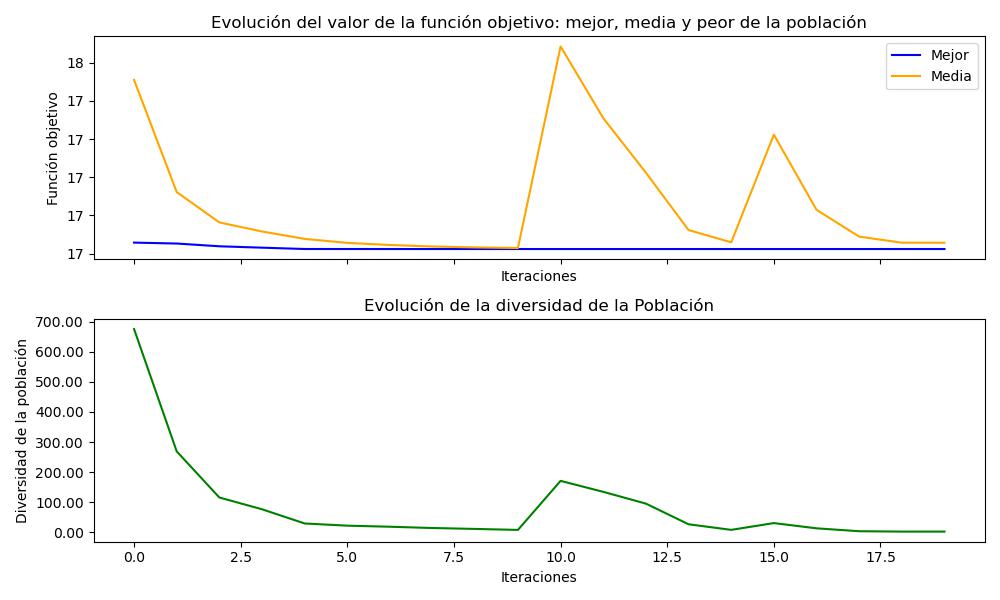 Evolución del valor de la función objetivo: mejor, media y peor de la población
Función objetivo
18
17
17
17
17
17
Mejor
Media
Iteraciones
Evolución de la diversidad de la Población
Diversidad de la población
700.00
600.00
500.00
400.00
300.00
200.00
100.00
0.00
0.0 2.5 5.0 7.5 10.0 12.5 15.0 17.5
Iteraciones